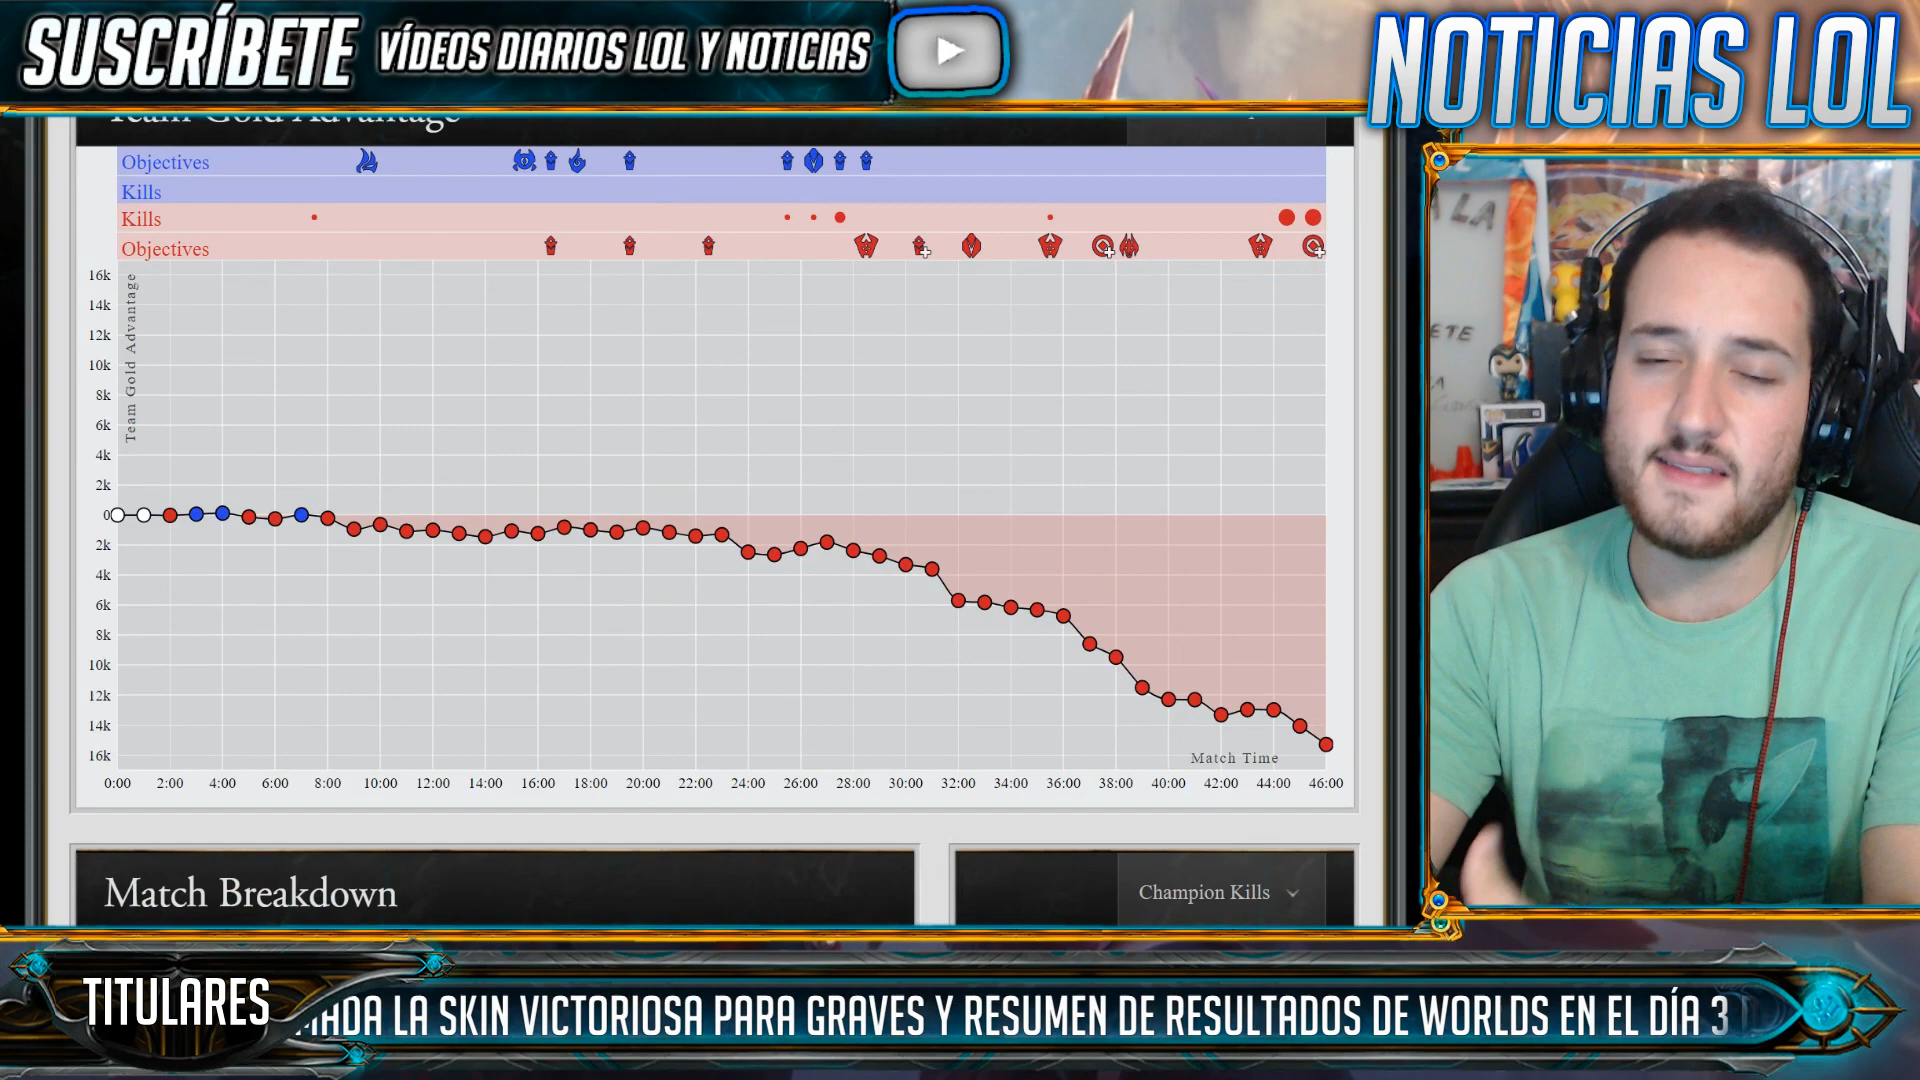 SUSCRÍBETE VÍDEOS DIARIOS LOL Y NOTICIAS
NOTICIAS LOL
Team Gold Advantage
Objectives
Kills
Kills
Objectives
Team Gold Advantage
16k
14k
12k
10k
8k
6k
4k
2k
0
2k
4k
6k
8k
10k
12k
14k
16k
Match Time
0:00 2:00 4:00 6:00 8:00 10:00 12:00 14:00 16:00 18:00 20:00 22:00 24:00 26:00 28:00 30:00 32:00 34:00 36:00 38:00 40:00 42:00 44:00 46:00
Match Breakdown
Champion Kills
LA
ETE
TITULARES
LA SKIN VICTORIOSA PARA GRAVES Y RESUMEN DE RESULTADOS DE WORLDS EN EL DÍA 3